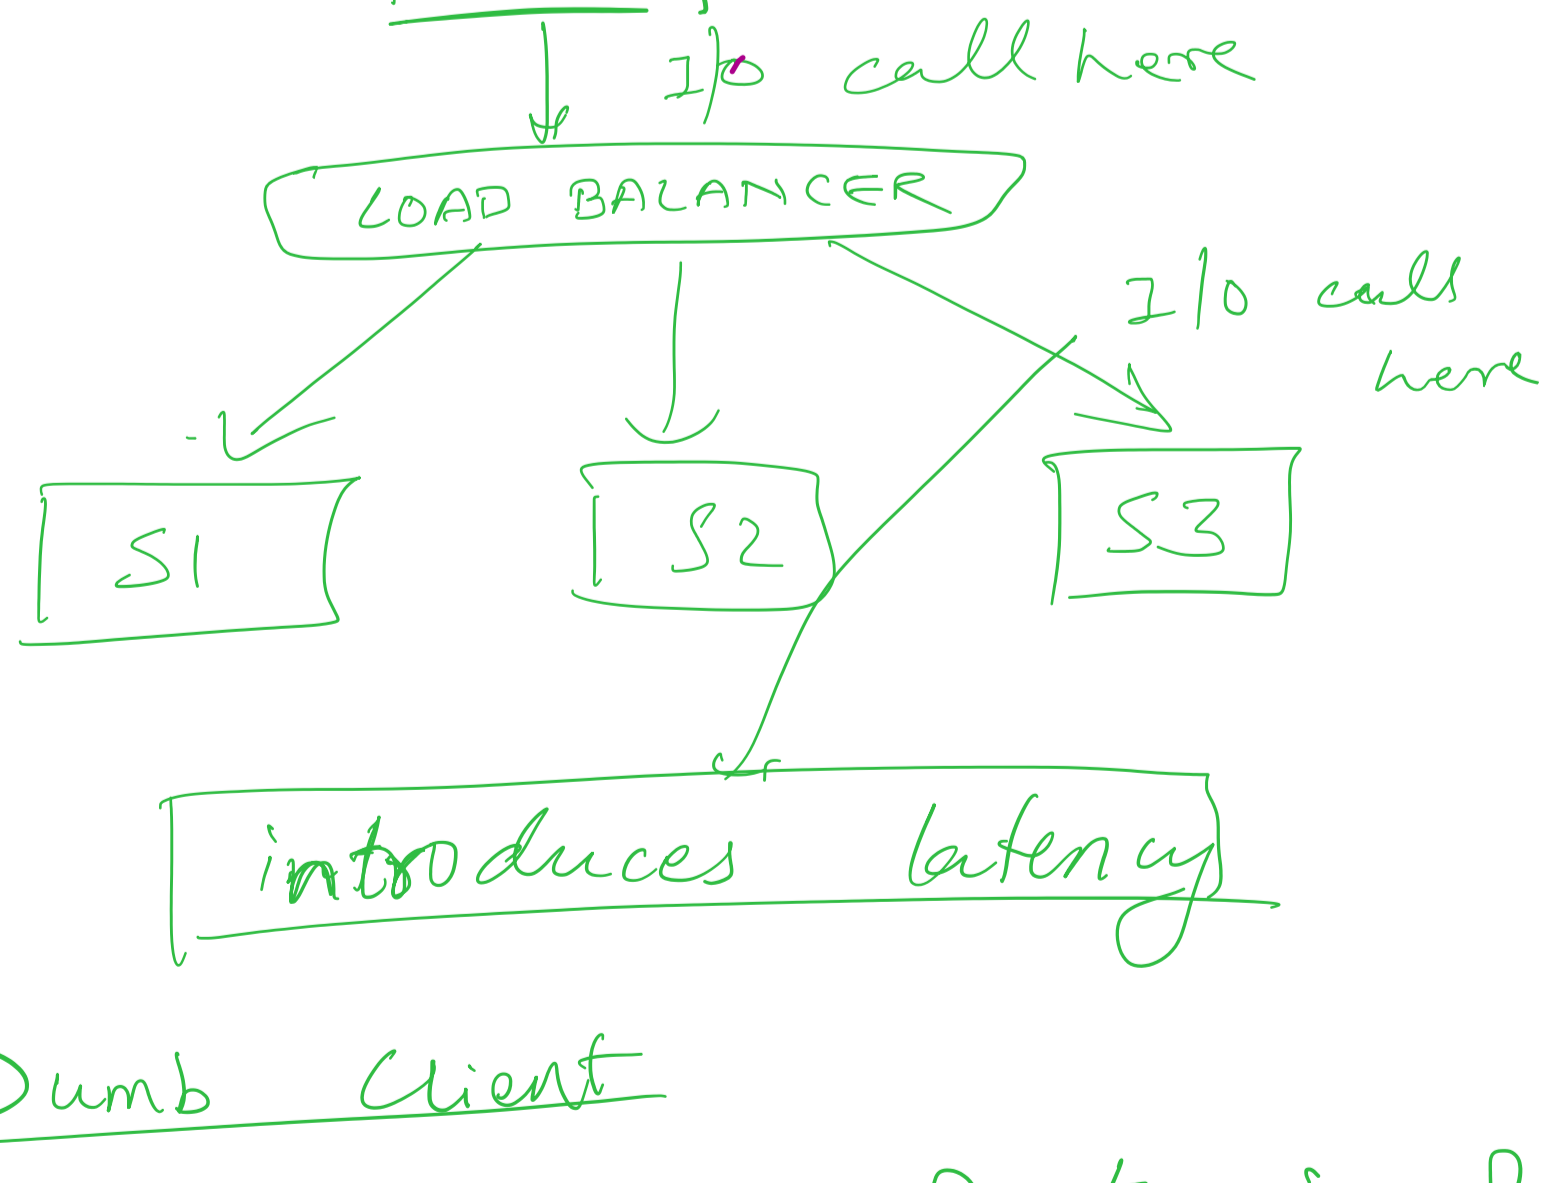 I/O call here
LOAD BALANCER
I/O calls
here
S1
S2
S3
introduces latency
Dumb Client